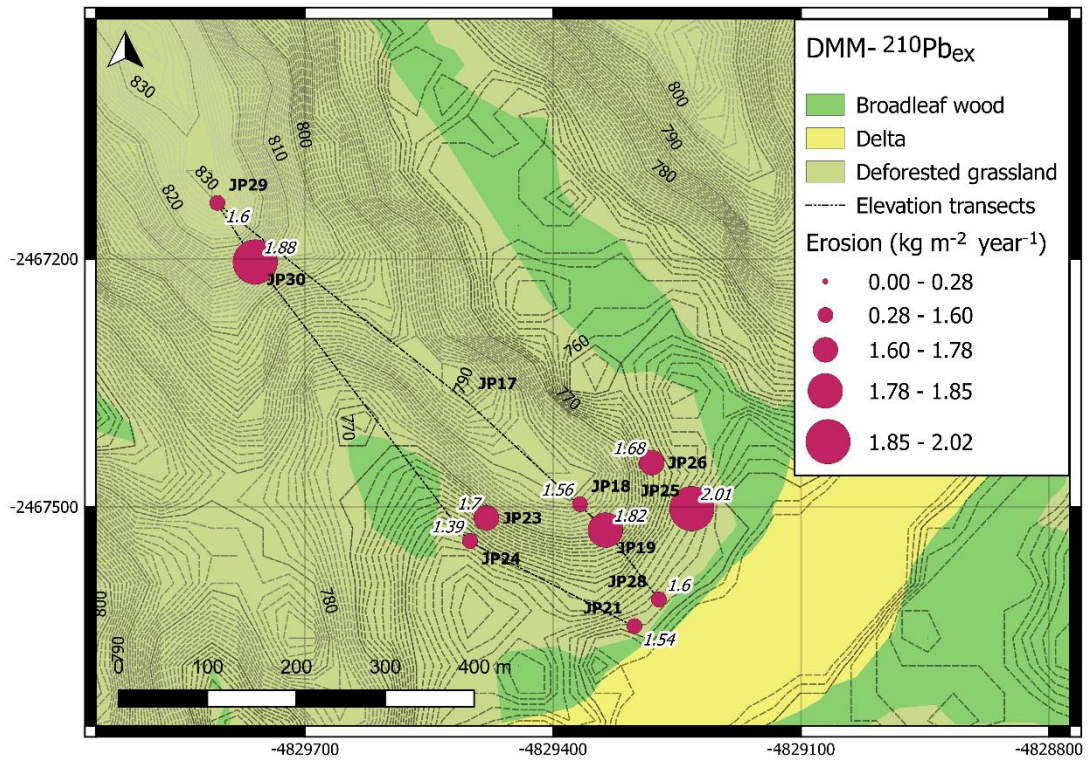 DMM- ²¹⁰Pbex
Broadleaf wood
Delta
Deforested grassland
Elevation transects
Erosion (kg m⁻² year⁻¹)
0.00 - 0.28
0.28 - 1.60
1.60 - 1.78
1.78 - 1.85
1.85 - 2.02
830
800
810
800
790
780
830
820
JP29
1.6
1.88
JP30
-2467200
760
790
JP17
770
770
1.68
JP26
1.56
JP18
JP25
2.01
-2467500
1.7
JP23
1.82
1.39
JP19
JP24
JP28
1.6
JP21
1.54
800
780
790
0 100 200 300 400 m
-4829700
-4829400
-4829100
-4828800